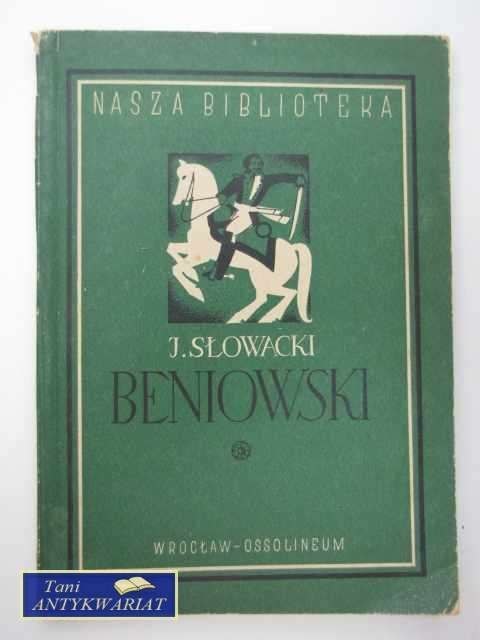 NASZA BIBLIOTEKA
J. SŁOWACKI
BENIOWSKI
WROCŁAW-OSSOLINEUM
Tani
ANTYKWARIAT